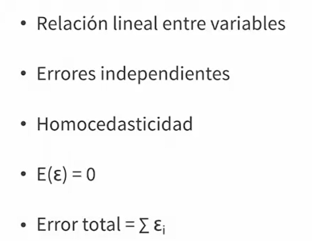 • Relación lineal entre variables
• Errores independientes
• Homocedasticidad
• E(ε) = 0
• Error total = ∑ εᵢ